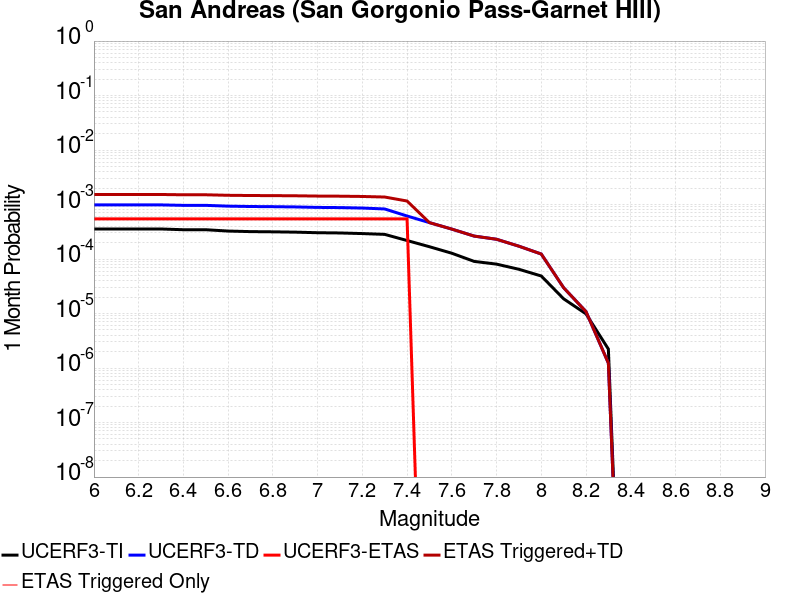 San Andreas (San Gorgonio Pass-Garnet HIll)
1 Month Probability
10^0
10^-1
10^-2
10^-3
10^-4
10^-5
10^-6
10^-7
10^-8
6 6.2 6.4 6.6 6.8 7 7.2 7.4 7.6 7.8 8 8.2 8.4 8.6 8.8 9
Magnitude
UCERF3-TI UCERF3-TD UCERF3-ETAS ETAS Triggered+TD
ETAS Triggered Only